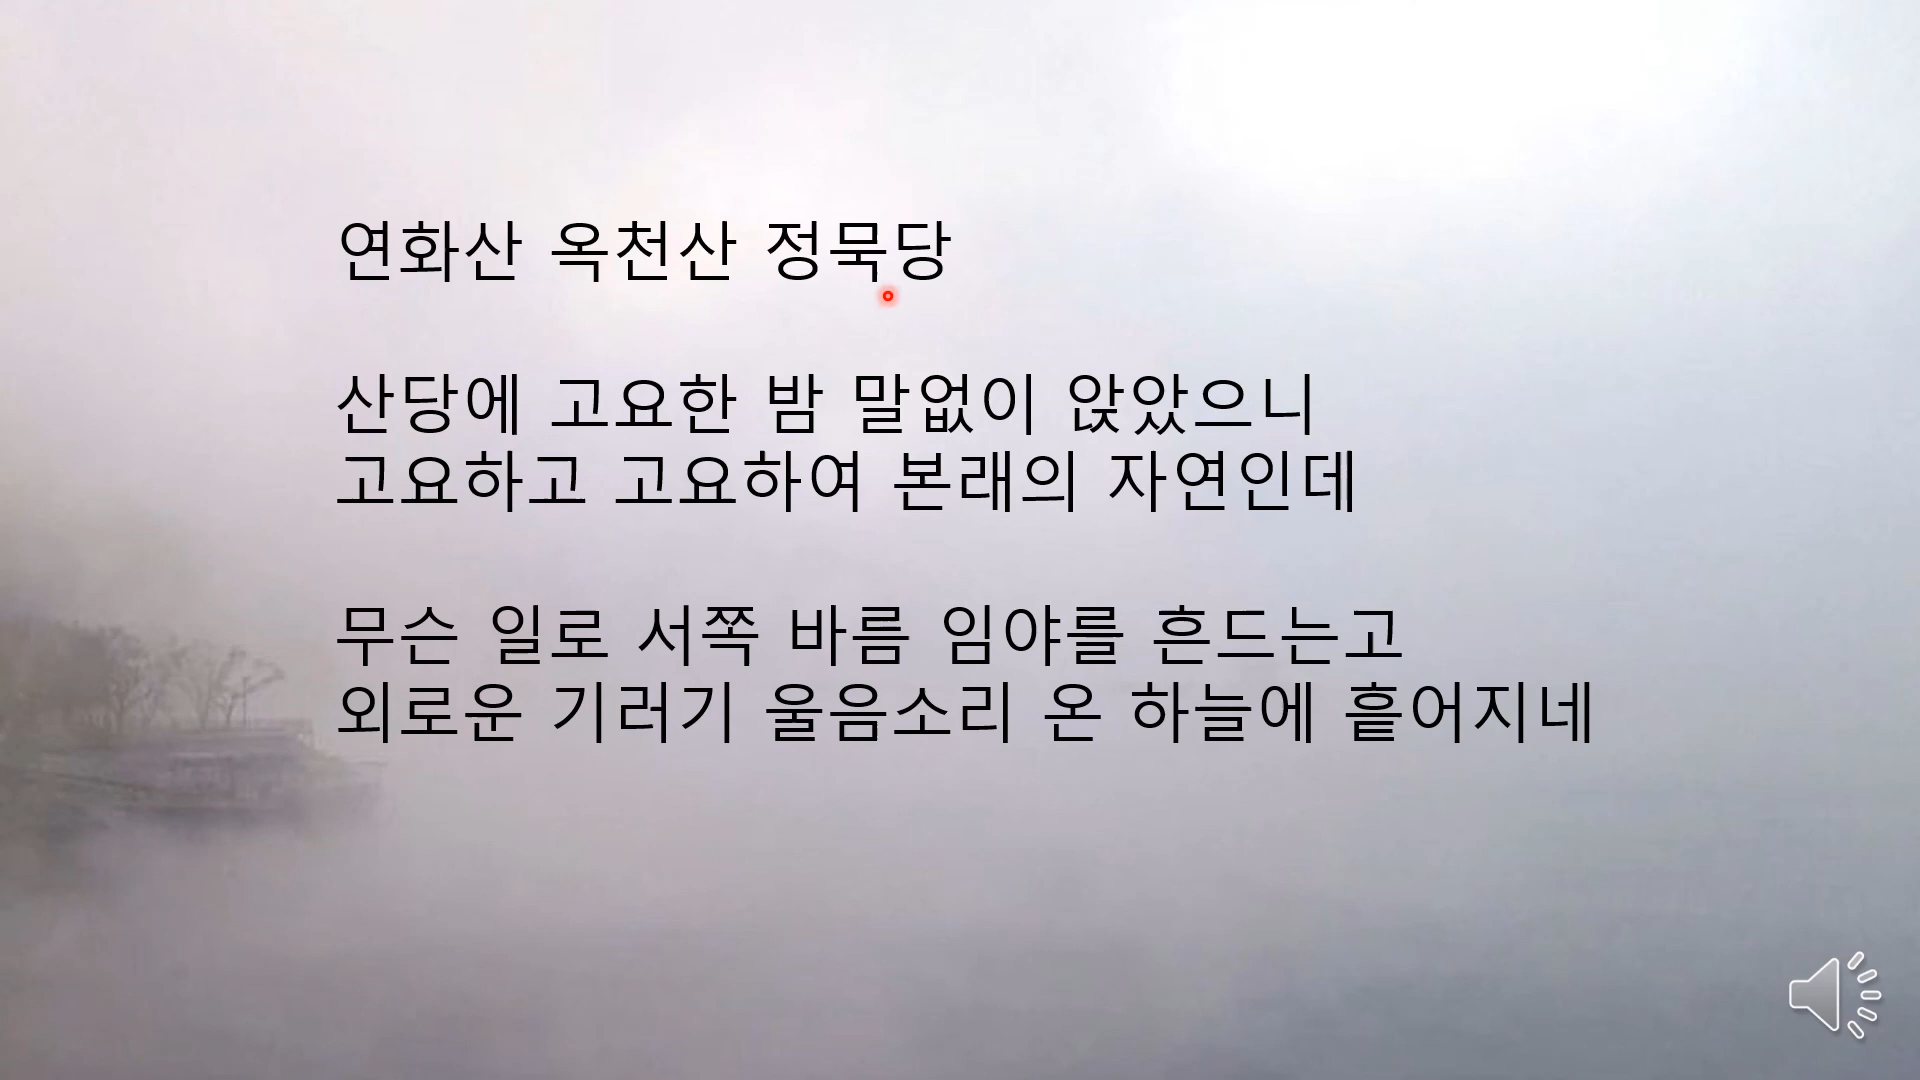 연화산 옥천산 정묵당
산당에 고요한 밤 말없이 앉았으니
고요하고 고요하여 본래의 자연인데
무슨 일로 서쪽 바름 임야를 흔드는고
외로운 기러기 울음소리 온 하늘에 흩어지네